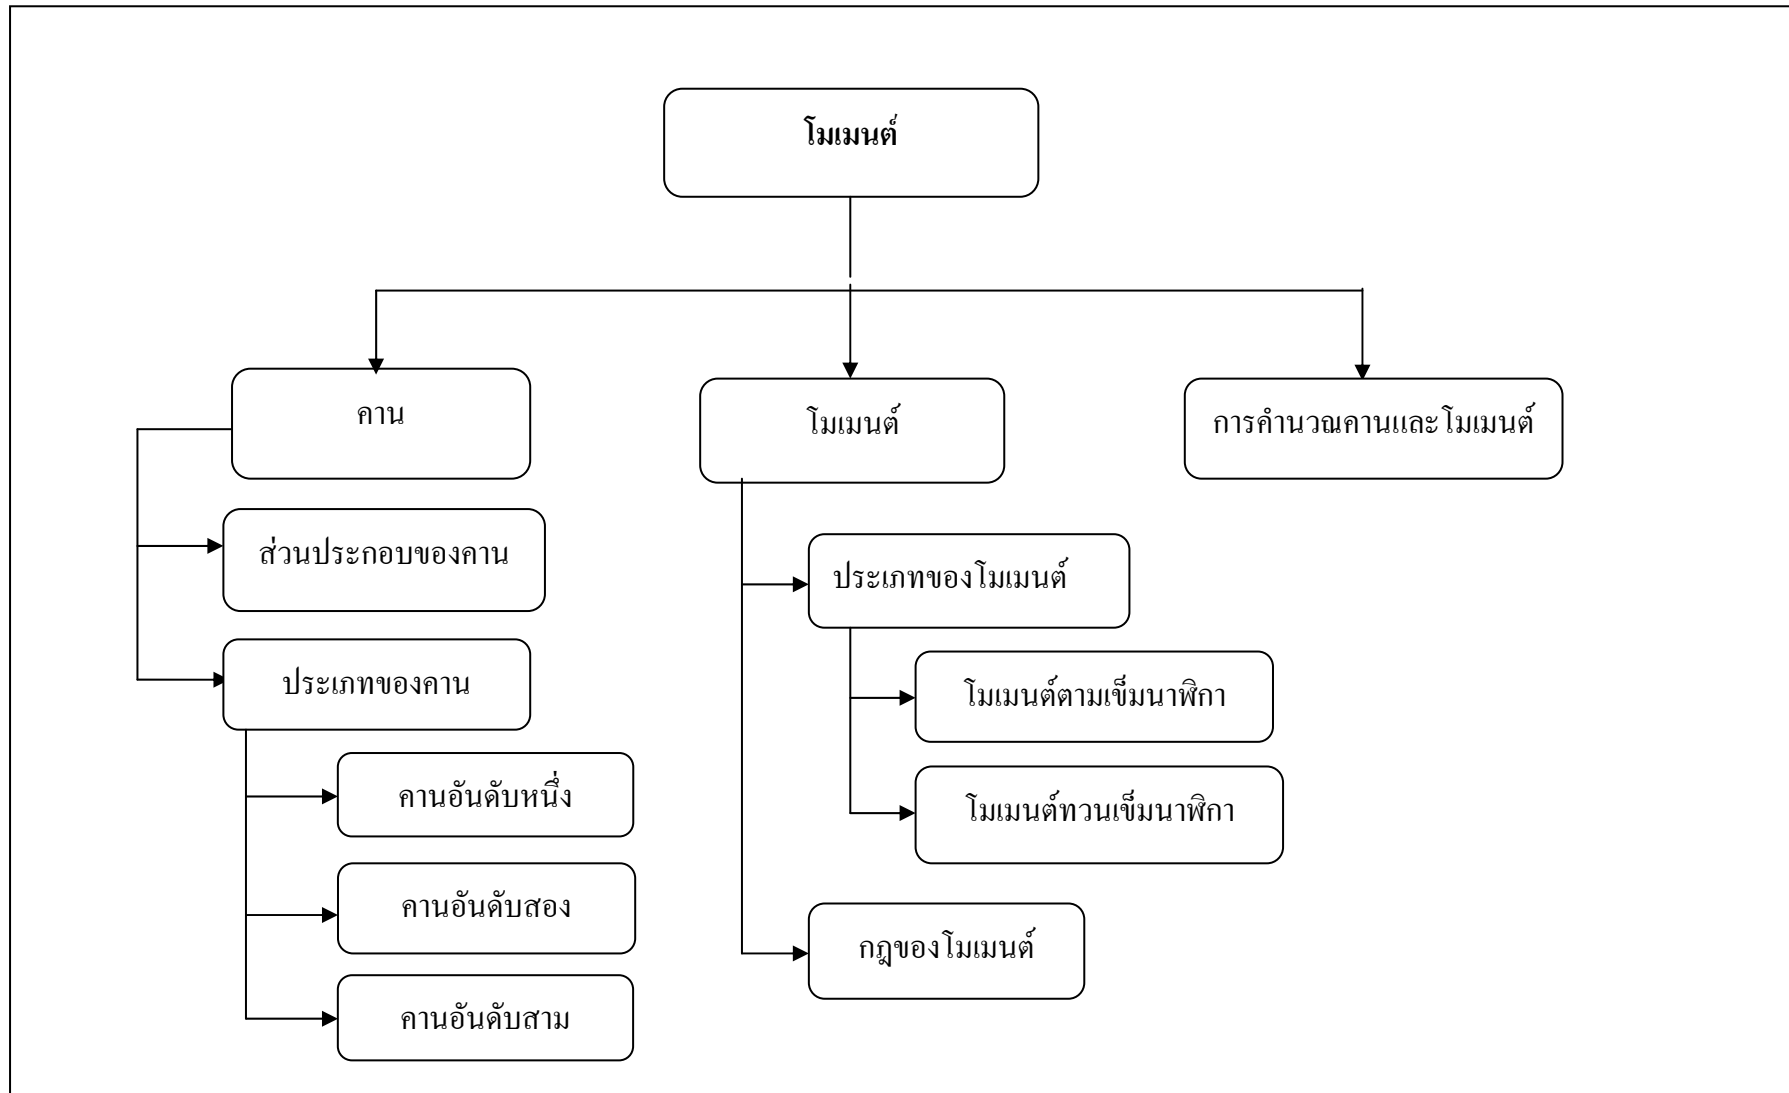 โมเมนต์
คาน
โมเมนต์
การคำนวณคานและโมเมนต์
ส่วนประกอบของคาน
ประเภทของคาน
คานอันดับหนึ่ง
คานอันดับสอง
คานอันดับสาม
ประเภทของโมเมนต์
โมเมนต์ตามเข็มนาฬิกา
โมเมนต์ทวนเข็มนาฬิกา
กฎของโมเมนต์